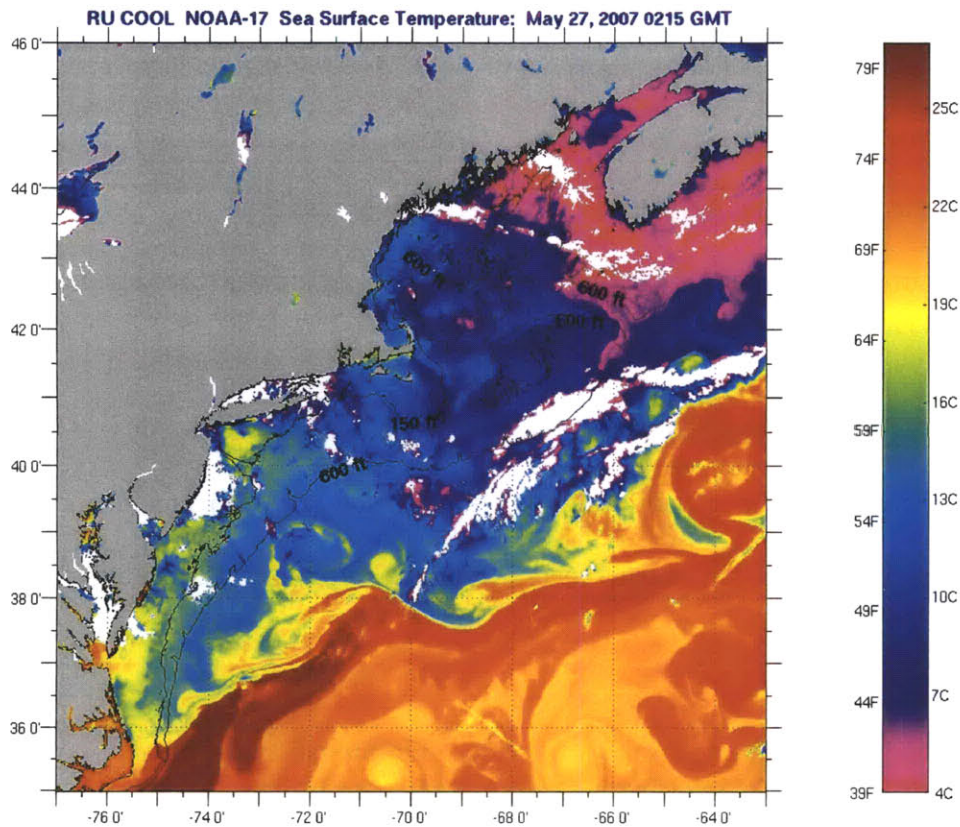 RU COOL NOAA-17 Sea Surface Temperature: May 27, 2007 0215 GMT
46 0'
44 0'
42 0'
40 0'
38 0'
36 0'
-76 0'
-74 0'
-72 0'
-70 0'
-68 0'
-66 0'
-64 0'
600 ft
600 ft
600 ft
150 ft
600 ft
79F
25C
74F
22C
69F
19C
64F
16C
59F
13C
54F
10C
49F
7C
44F
39F
4C